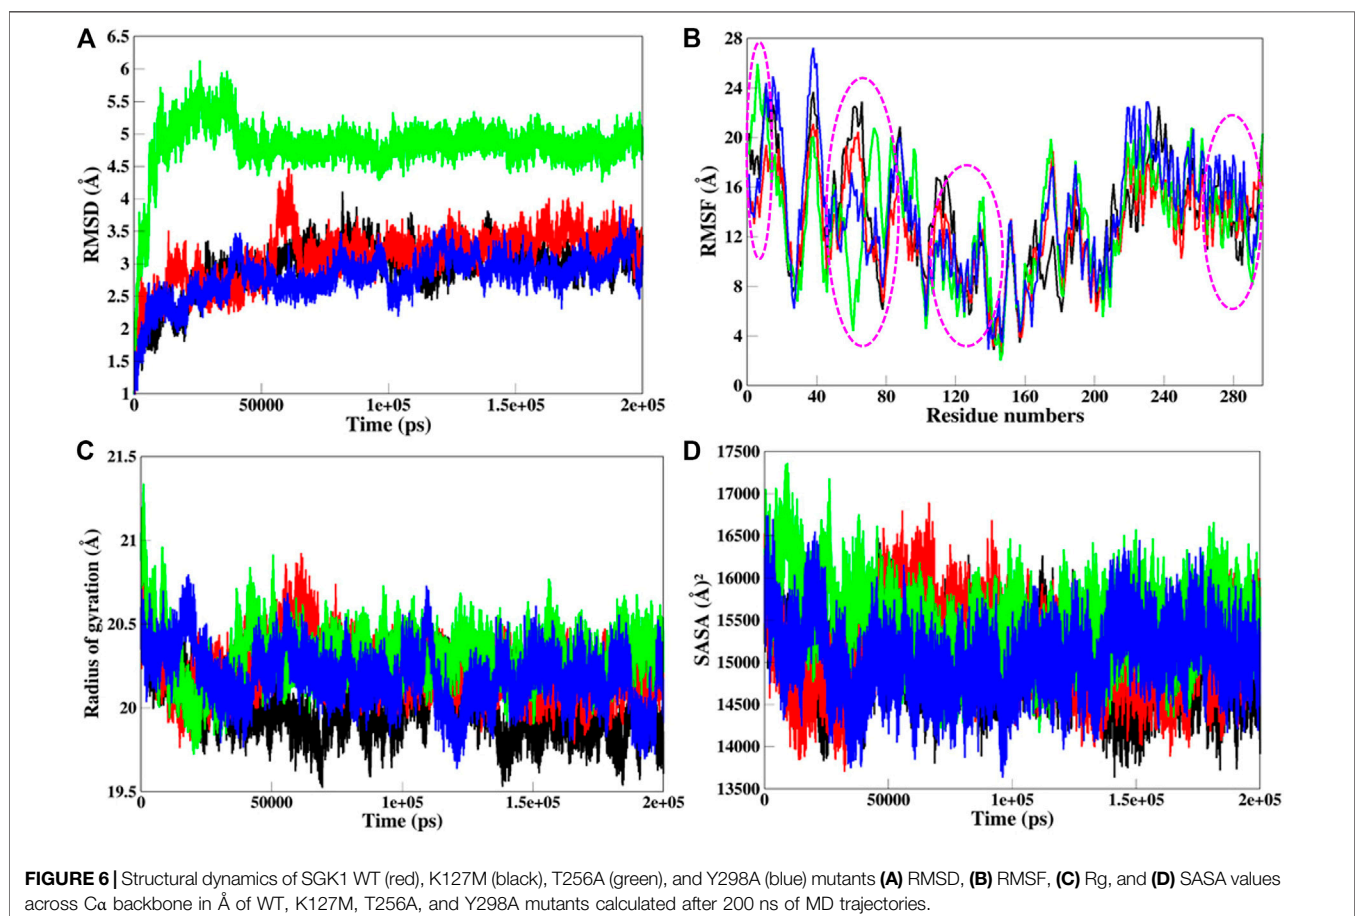 A
RMSD (Å)
6.5
6
5.5
5
4.5
4
3.5
3
2.5
2
1.5
1
0
50000
1e+05
1.5e+05
2e+05
Time (ps)
B
RMSF (Å)
28
24
20
16
12
8
4
0
0
40
80
120
160
200
240
280
Residue numbers
C
Radius of gyration (Å)
21.5
21
20.5
20
19.5
0
50000
1e+05
1.5e+05
2e+05
Time (ps)
D
SASA (Å)²
17500
17000
16500
16000
15500
15000
14500
14000
13500
0
50000
1e+05
1.5e+05
2e+05
Time (ps)
FIGURE 6 | Structural dynamics of SGK1 WT (red), K127M (black), T256A (green), and Y298A (blue) mutants (A) RMSD, (B) RMSF, (C) Rg, and (D) SASA values
across Cα backbone in Å of WT, K127M, T256A, and Y298A mutants calculated after 200 ns of MD trajectories.